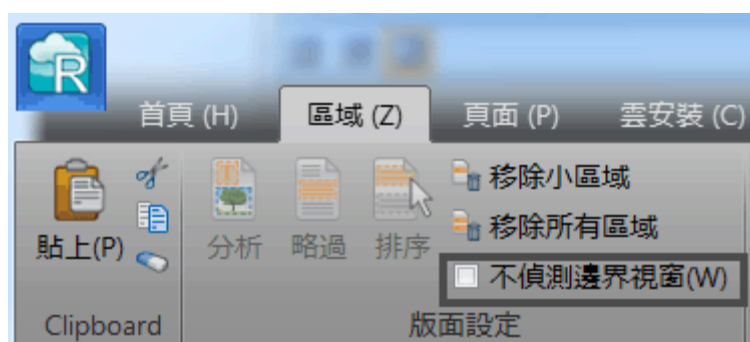 R
首頁 (H) 區域 (Z) 頁面 (P) 雲安裝 (C)
移除小區域
移除所有區域
貼上(P) 分析 略過 排序
不偵測邊界視窗(W)
Clipboard 版面設定